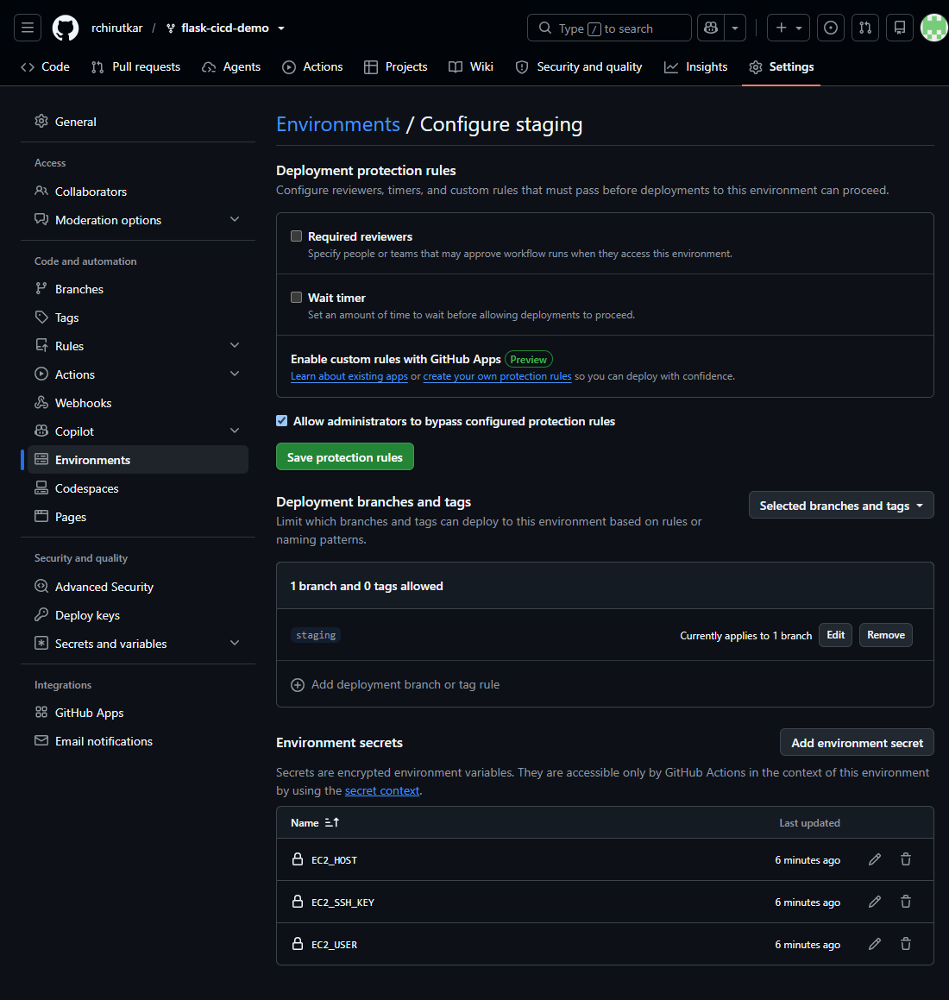 rchirutkar / flask-cicd-demo
Type / to search
Code
Pull requests
Agents
Actions
Projects
Wiki
Security and quality
Insights
Settings
General
Access
Collaborators
Moderation options
Code and automation
Branches
Tags
Rules
Actions
Webhooks
Copilot
Environments
Codespaces
Pages
Security and quality
Advanced Security
Deploy keys
Secrets and variables
Integrations
GitHub Apps
Email notifications
Environments / Configure staging
Deployment protection rules
Configure reviewers, timers, and custom rules that must pass before deployments to this environment can proceed.
Required reviewers
Specify people or teams that may approve workflow runs when they access this environment.
Wait timer
Set an amount of time to wait before allowing deployments to proceed.
Enable custom rules with GitHub Apps Preview
Learn about existing apps or create your own protection rules so you can deploy with confidence.
Allow administrators to bypass configured protection rules
Save protection rules
Deployment branches and tags
Selected branches and tags
Limit which branches and tags can deploy to this environment based on rules or
naming patterns.
1 branch and 0 tags allowed
staging
Currently applies to 1 branch
Edit
Remove
Add deployment branch or tag rule
Environment secrets
Add environment secret
Secrets are encrypted environment variables. They are accessible only by GitHub Actions in the context of this environment
by using the secret context.
Name
Last updated
EC2_HOST
6 minutes ago
EC2_SSH_KEY
6 minutes ago
EC2_USER
6 minutes ago